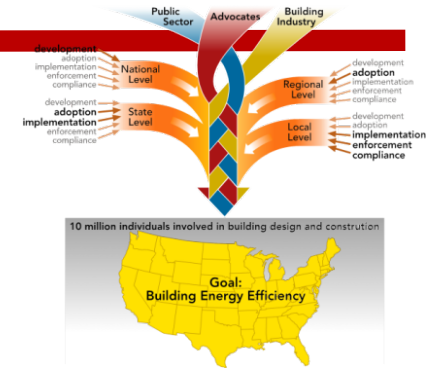 Public
Sector
Advocates
Building
Industry
development
adoption
implementation
enforcement
compliance
National
Level
Regional
Level
development
adoption
implementation
enforcement
compliance
development
adoption
implementation
enforcement
compliance
State
Level
Local
Level
development
adoption
implementation
enforcement
compliance
10 million individuals involved in building design and constrution
Goal:
Building Energy Efficiency